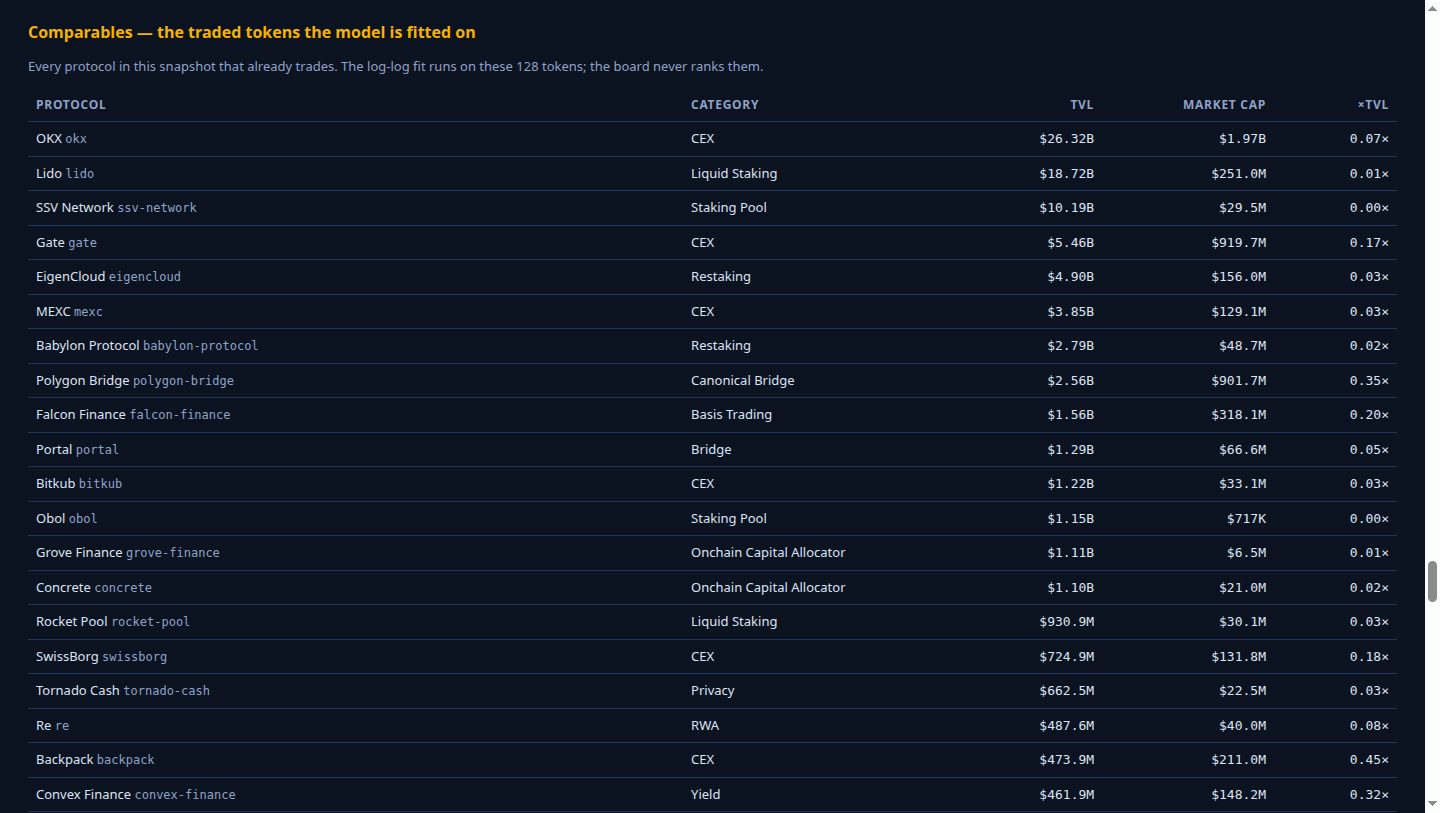 Comparables — the traded tokens the model is fitted on
Every protocol in this snapshot that already trades. The log-log fit runs on these 128 tokens; the board never ranks them.
PROTOCOL CATEGORY TVL MARKET CAP ×TVL
OKX okx CEX $26.32B $1.97B 0.07×
Lido lido Liquid Staking $18.72B $251.0M 0.01×
SSV Network ssv-network Staking Pool $10.19B $29.5M 0.00×
Gate gate CEX $5.46B $919.7M 0.17×
EigenCloud eigencloud Restaking $4.90B $156.0M 0.03×
MEXC mexc CEX $3.85B $129.1M 0.03×
Babylon Protocol babylon-protocol Restaking $2.79B $48.7M 0.02×
Polygon Bridge polygon-bridge Canonical Bridge $2.56B $901.7M 0.35×
Falcon Finance falcon-finance Basis Trading $1.56B $318.1M 0.20×
Portal portal Bridge $1.29B $66.6M 0.05×
Bitkub bitkub CEX $1.22B $33.1M 0.03×
Obol obol Staking Pool $1.15B $717K 0.00×
Grove Finance grove-finance Onchain Capital Allocator $1.11B $6.5M 0.01×
Concrete concrete Onchain Capital Allocator $1.10B $21.0M 0.02×
Rocket Pool rocket-pool Liquid Staking $930.9M $30.1M 0.03×
SwissBorg swissborg CEX $724.9M $131.8M 0.18×
Tornado Cash tornado-cash Privacy $662.5M $22.5M 0.03×
Re re RWA $487.6M $40.0M 0.08×
Backpack backpack CEX $473.9M $211.0M 0.45×
Convex Finance convex-finance Yield $461.9M $148.2M 0.32×